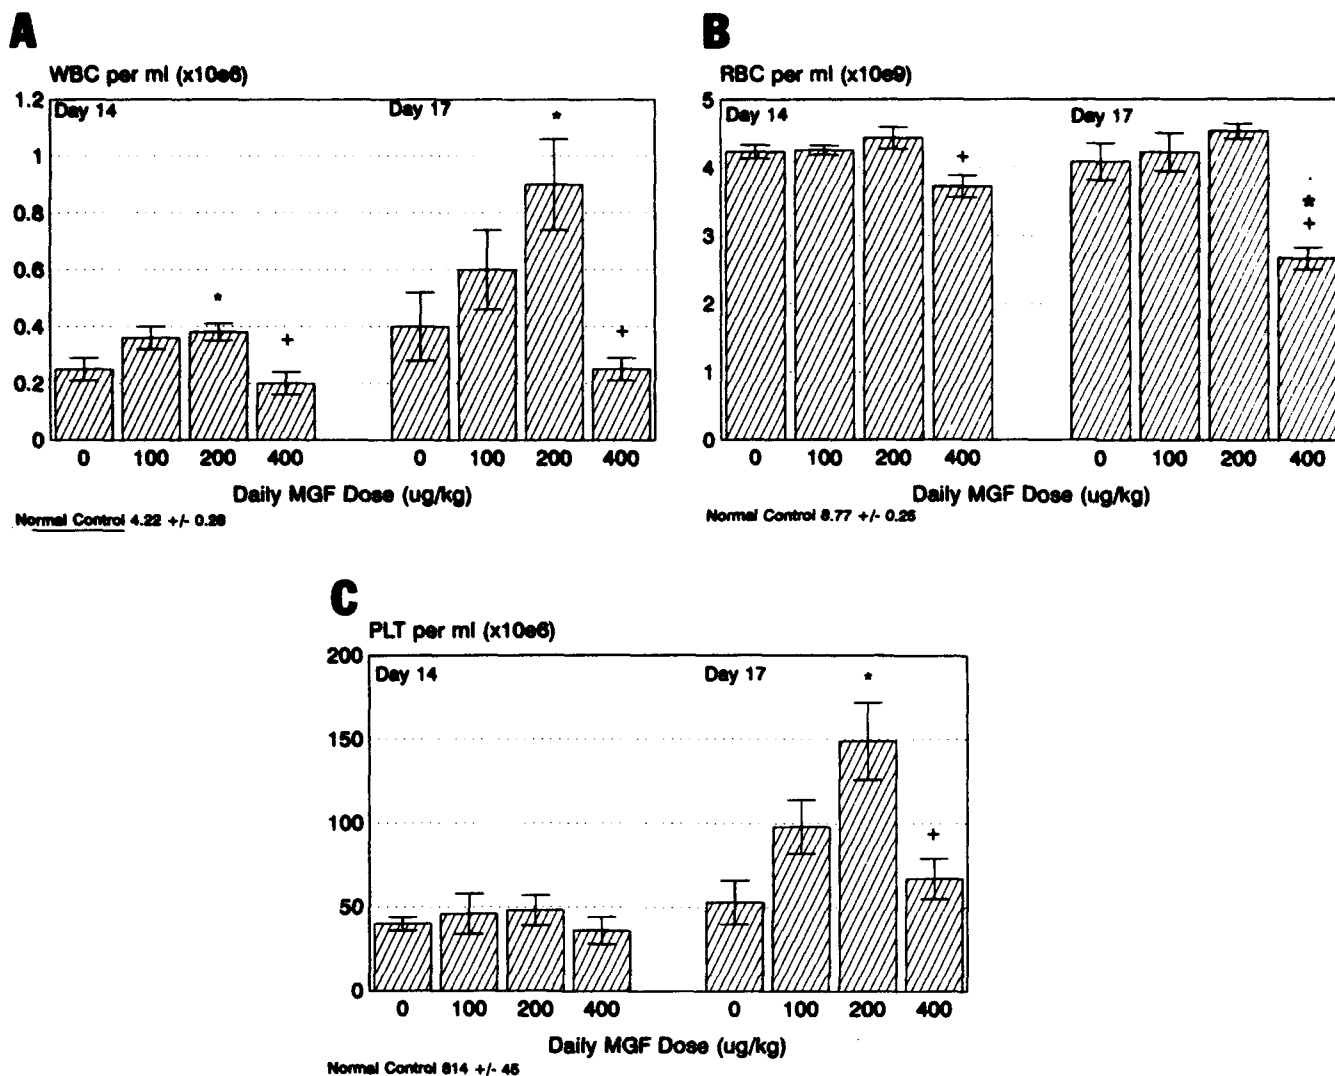 A
WBC per ml (x10e6)
Day 14
Day 17
1.2
1
0.8
0.6
0.4
0.2
0
*
+
*
+
0 100 200 400 0 100 200 400
Daily MGF Dose (ug/kg)
Normal Control 4.22 +/- 0.26
B
RBC per ml (x10e9)
Day 14
Day 17
5
4
3
2
1
0
+
*
+
0 100 200 400 0 100 200 400
Daily MGF Dose (ug/kg)
Normal Control 8.77 +/- 0.25
C
PLT per ml (x10e6)
Day 14
Day 17
200
150
100
50
0
*
+
0 100 200 400 0 100 200 400
Daily MGF Dose (ug/kg)
Normal Control 814 +/- 45